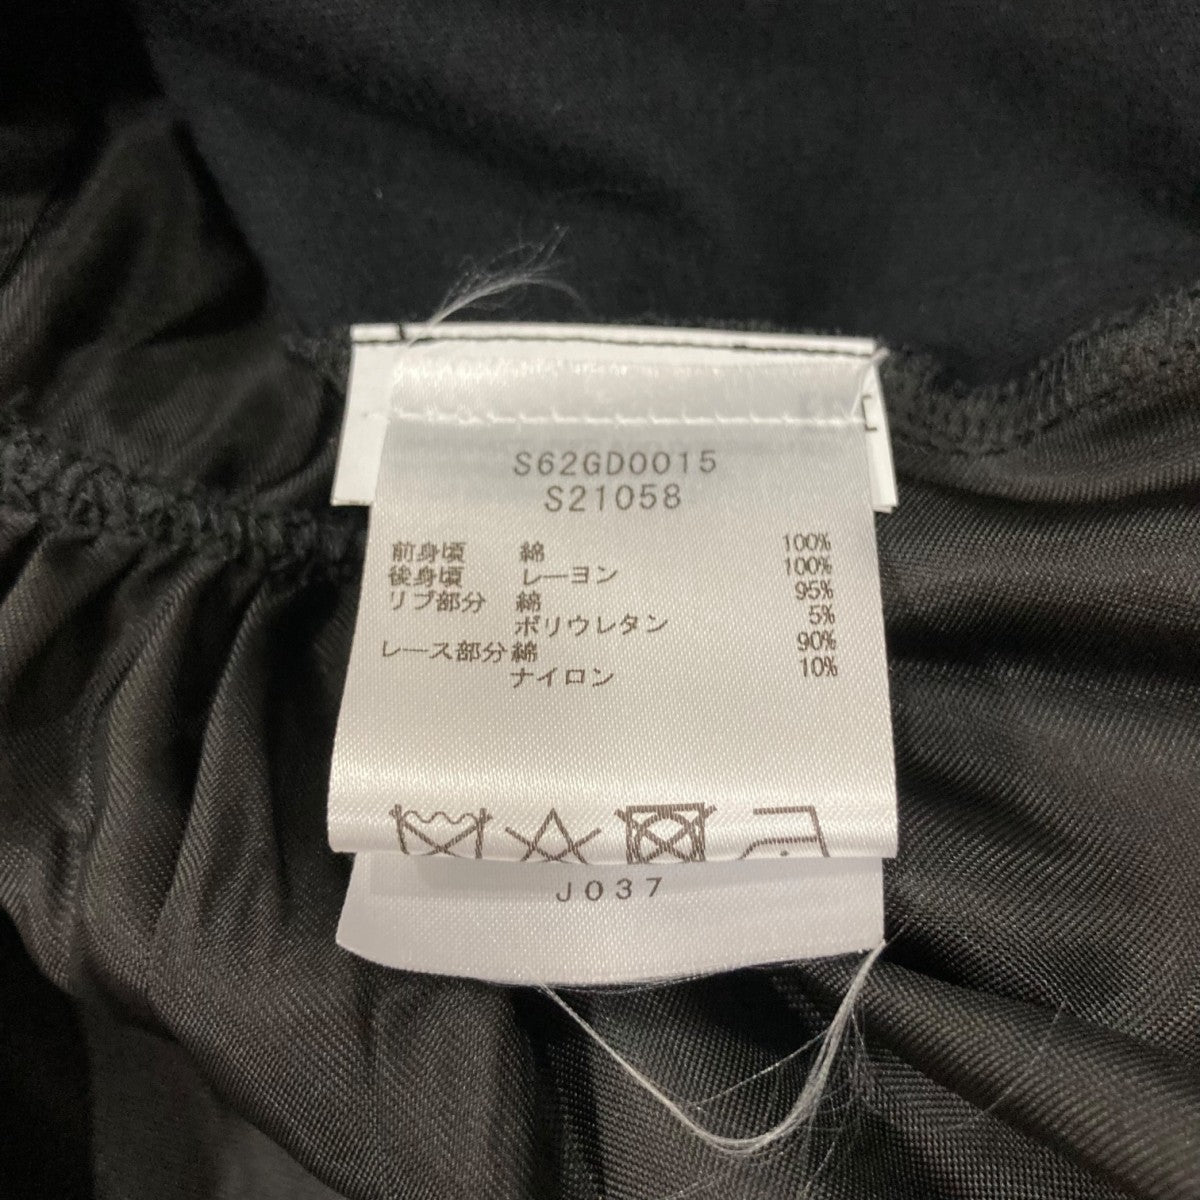 S62GD0015
S21058
前身頃 綿 100%
後身頃 レーヨン 100%
リブ部分 綿 95%
ポリウレタン 5%
レース部分 綿 90%
ナイロン 10%
J037